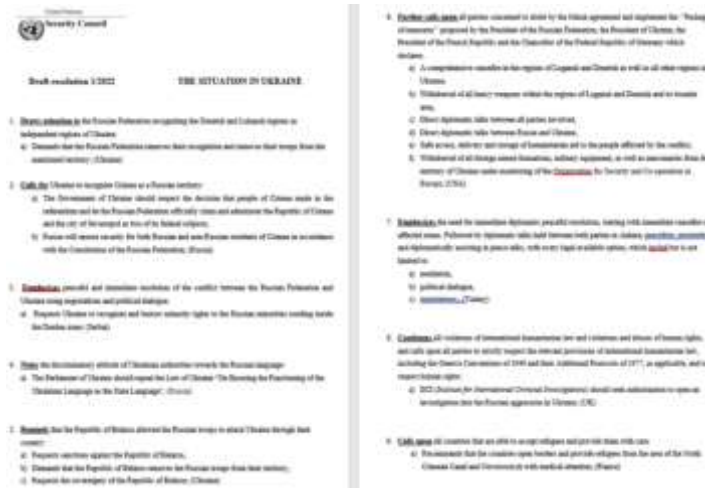 United Nations
Security Council
Draft resolution 1/2022 THE SITUATION IN UKRAINE
1. Draws attention to the Russian Federation recognizing the Donetsk and Luhansk regions as
independent regions of Ukraine
a) Demands that the Russian Federation remove their recognition and remove their troops from the
mentioned territory; (Ukraine)
2. Calls for Ukraine to recognize Crimea as a Russian territory
a) The Government of Ukraine should respect the decision that people of Crimea made in the
referendum and let the Russian Federation officially claim and administer the Republic of Crimea
and the city of Sevastopol as two of its federal subjects,
b) Russia will ensure security for both Russian and non-Russian residents of Crimea in accordance
with the Constitution of the Russian Federation; (Russia)
3. Emphasizes peaceful and immediate resolution of the conflict between the Russian Federation and
Ukraine using negotiations and political dialogue
a) Requests Ukraine to recognize and restore minority rights to the Russian minorities residing inside
the Donbas zone; (Serbia)
4. Notes the discriminatory attitude of Ukrainian authorities towards the Russian language
a) The Parliament of Ukraine should repeal the Law of Ukraine "On Ensuring the Functioning of the
Ukrainian Language as the State Language"; (Russia)
5. that the Republic of Belarus allowed the Russian troops to attack Ukraine through their
country
a) Requests sanctions against the Republic of Belarus,
b) Demands that the Republic of Belarus remove the Russian troops from their territory,
c) Respects the sovereignty of the Republic of Belarus; (Ukraine)
6. Further calls upon all parties concerned to abide by the Minsk agreement and implement the "Package
of measures" proposed by the President of the Russian Federation, the President of Ukraine, the
President of the French Republic and the Chancellor of the Federal Republic of Germany which
declares
a) A comprehensive ceasefire in the regions of Lugansk and Donetsk as well as all other regions in
Ukraine
b) Withdrawal of all heavy weapons within the regions of Lugansk and Donetsk and its
area,
c) Direct diplomatic talks between all parties involved,
d) Direct diplomatic talks between Russia and Ukraine,
e) Safe access, delivery and storage of humanitarian aid to the people affected by the conflict,
f) Withdrawal of all foreign armed formations, military equipment, as well as mercenaries from the
territory of Ukraine under monitoring of the Organization for Security and Co-operation in
Europe; (USA)
7. Emphasizes the need for immediate diplomatic peaceful resolution, starting with immediate ceasefire
affected zones. Followed by diplomatic talks held between both parties in Ankara,
and diplomatically assisting in peace talks, with every legal available option, which but is not
limited to
a) mediation,
b) political dialogue,
c) (Turkey)
8. Condemns all violations of international humanitarian law and violations and abuses of human rights,
and calls upon all parties to strictly respect the relevant provisions of international humanitarian law,
including the Geneva Conventions of 1949 and their Additional Protocols of 1977, as applicable, and to
respect human rights
a) ICI (Institute for International Criminal Investigations) should seek authorization to open an
investigation into the Russian aggression in Ukraine; (UK)
9. Calls upon all countries that are able to accept refugees and provide them with care
a) Recommends that the countries open borders and provide refugees from the area of the North
Crimean Canal and with medical attention; (France)